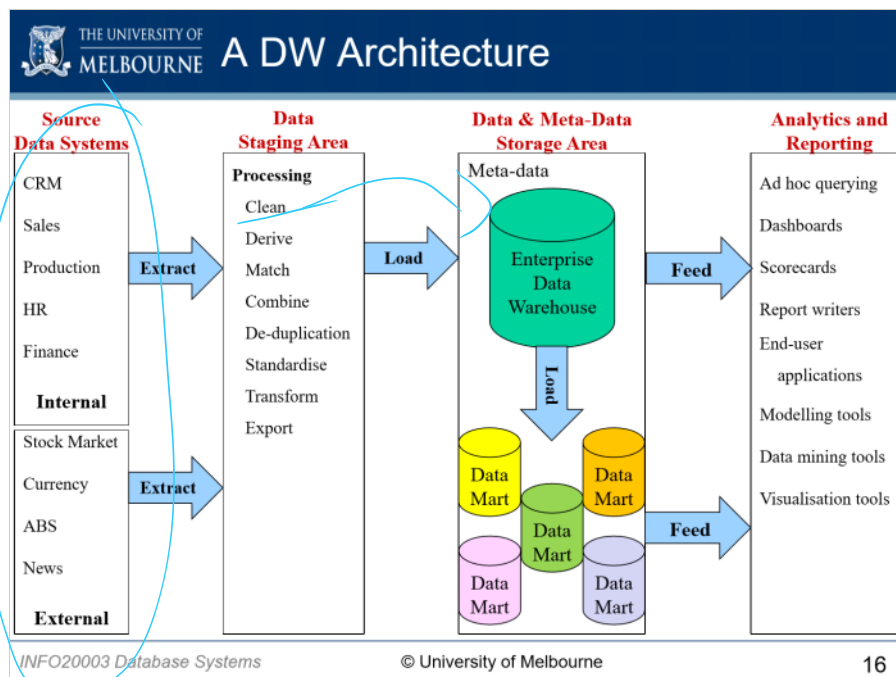 THE UNIVERSITY OF
MELBOURNE
A DW Architecture
Source
Data Systems
CRM
Sales
Production
HR
Finance
Internal
Stock Market
Currency
ABS
News
External
Extract
Extract
Data
Staging Area
Processing
Clean
Derive
Match
Combine
De-duplication
Standardise
Transform
Export
Load
Data & Meta-Data
Storage Area
Meta-data
Enterprise
Data
Warehouse
Load
Data
Mart
Data
Mart
Data
Mart
Data
Mart
Data
Mart
Feed
Feed
Analytics and
Reporting
Ad hoc querying
Dashboards
Scorecards
Report writers
End-user
applications
Modelling tools
Data mining tools
Visualisation tools
INFO20003 Database Systems
© University of Melbourne
16